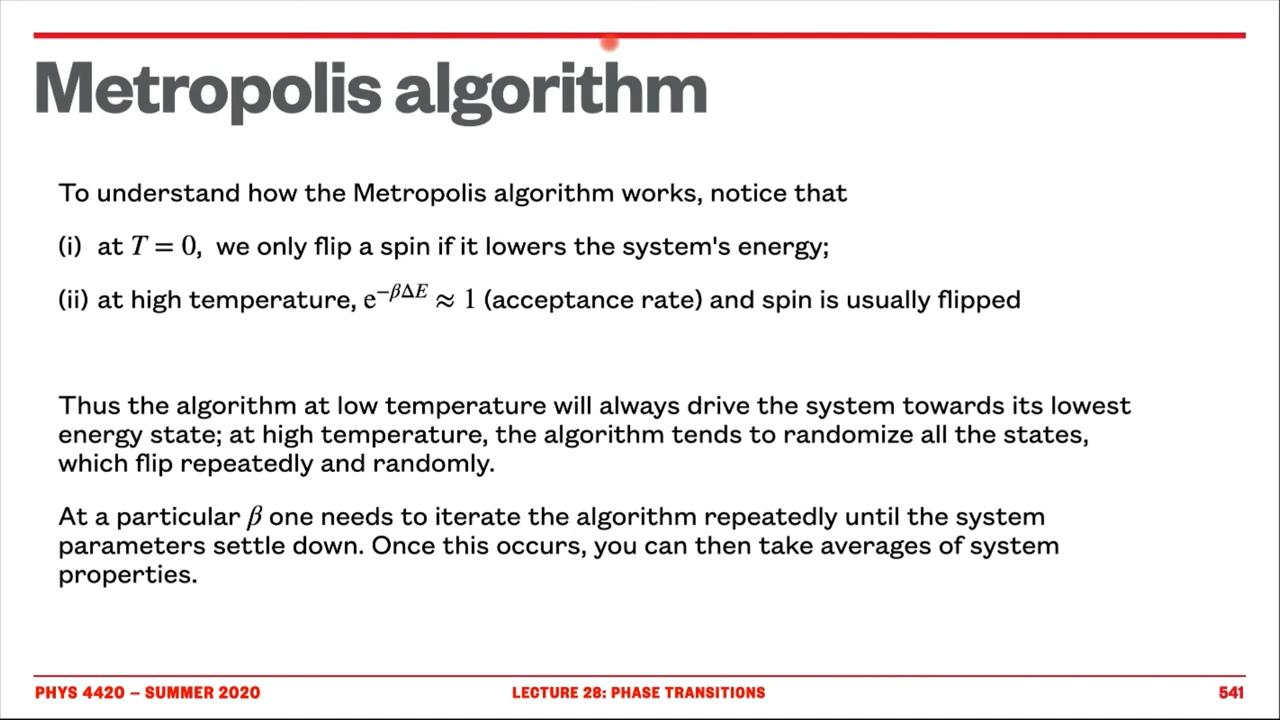 Metropolis algorithm
To understand how the Metropolis algorithm works, notice that
(i) at T = 0, we only flip a spin if it lowers the system's energy;
(ii) at high temperature, e^{−βΔE} ≈ 1 (acceptance rate) and spin is usually flipped
Thus the algorithm at low temperature will always drive the system towards its lowest
energy state; at high temperature, the algorithm tends to randomize all the states,
which flip repeatedly and randomly.
At a particular β one needs to iterate the algorithm repeatedly until the system
parameters settle down. Once this occurs, you can then take averages of system
properties.
PHYS 4420 – SUMMER 2020 LECTURE 28: PHASE TRANSITIONS 541